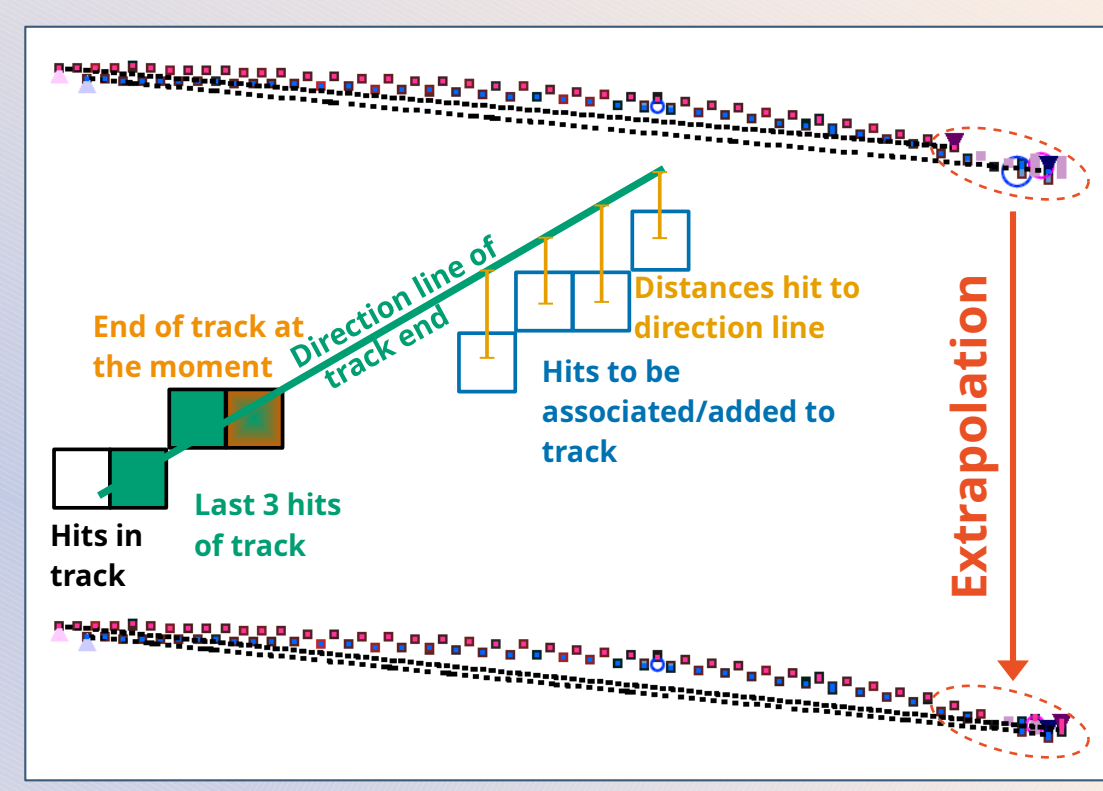 Direction line of
track end
End of track at
the moment
Distances hit to
direction line
Hits to be
associated/added to
track
Last 3 hits
of track
Hits in
track
Extrapolation